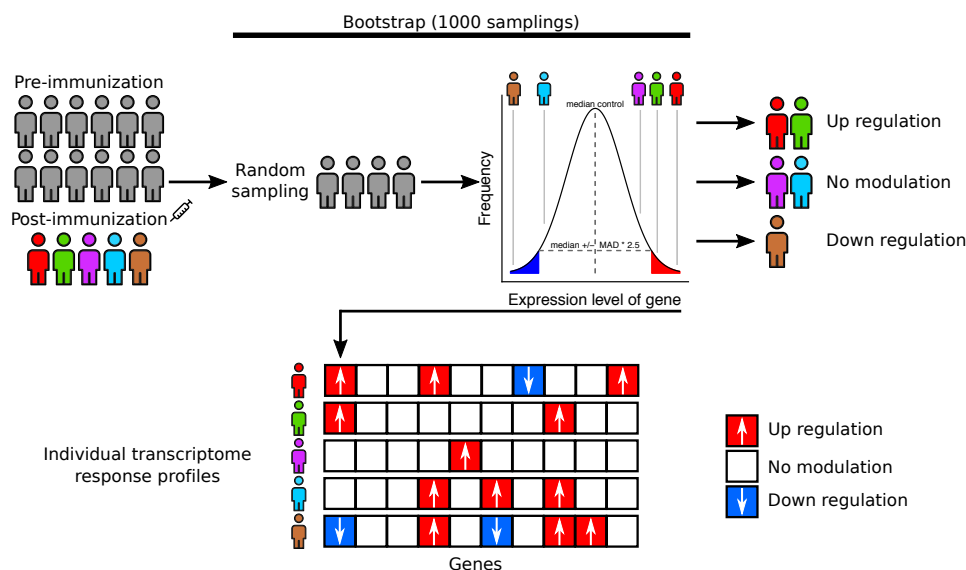 Bootstrap (1000 samplings)
Pre-immunization
Post-immunization
Random
sampling
Frequency
median control
median +/- MAD * 2.5
Expression level of gene
Up regulation
No modulation
Down regulation
Individual transcriptome
response profiles
Genes
Up regulation
No modulation
Down regulation